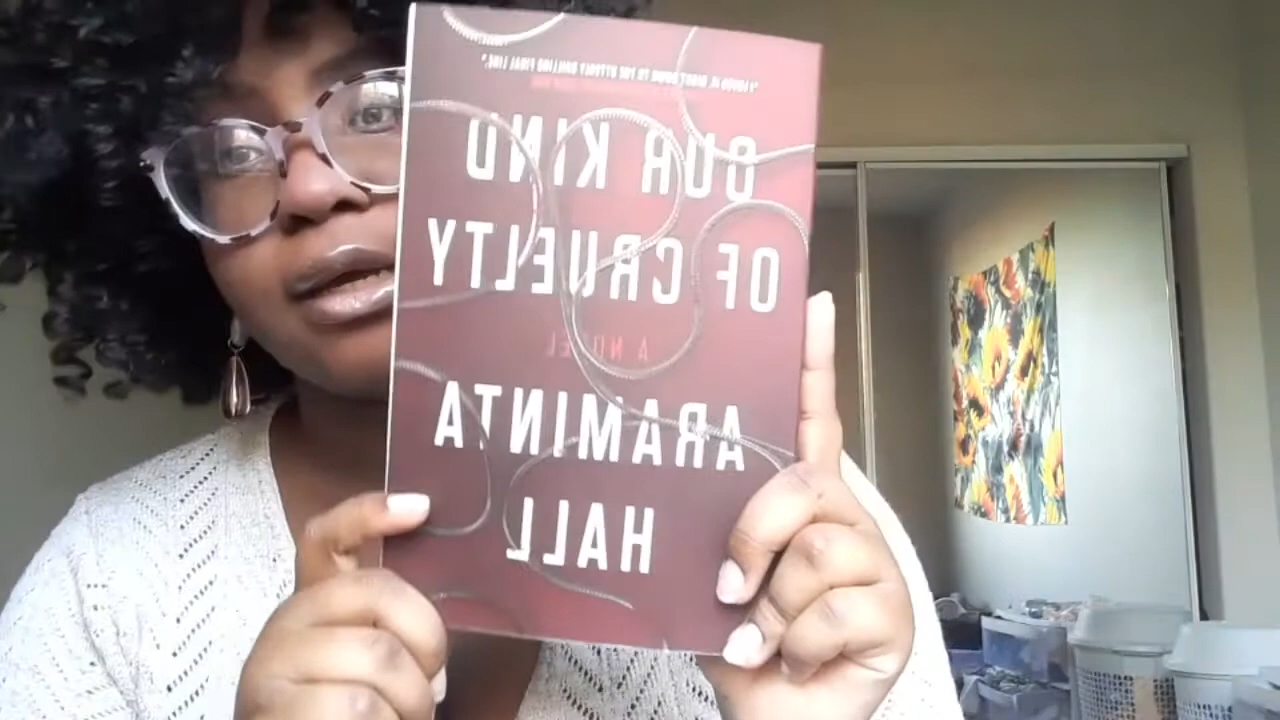 "I LOVED IT. RIGHT DOWN TO THE UTTERLY CHILLING FINAL LINE."
OUR KIND
OF CRUELTY
A NOVEL
ARAMINTA
HALL